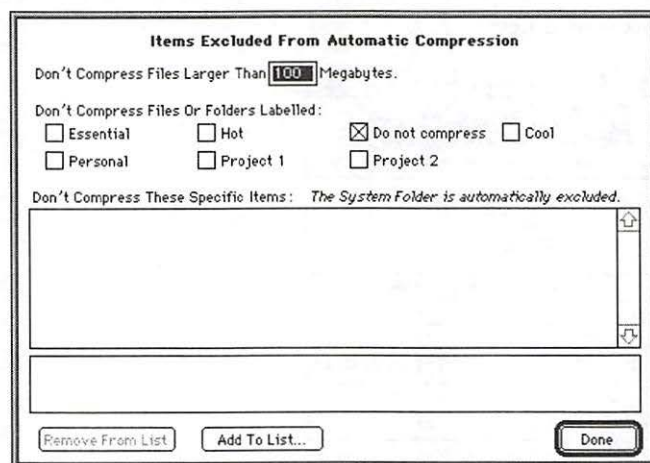 Items Excluded From Automatic Compression
Don't Compress Files Larger Than 100 Megabytes.
Don't Compress Files Or Folders Labelled:
Essential Hot Do not compress Cool
Personal Project 1 Project 2
Don't Compress These Specific Items: The System Folder is automatically excluded.
Remove From List Add To List... Done